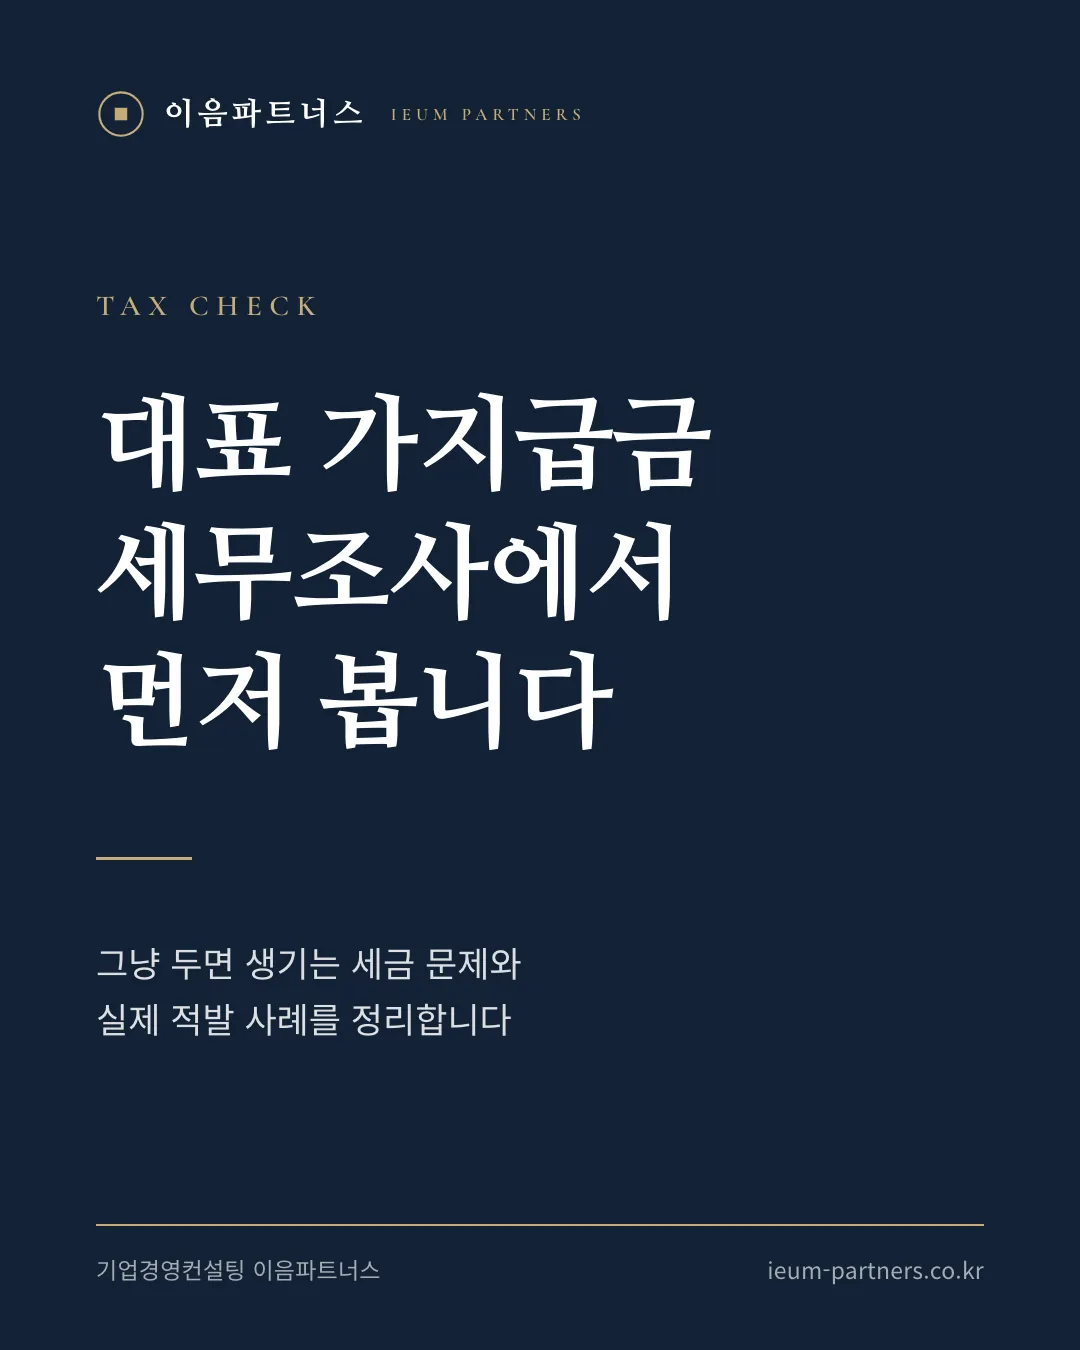 이음파트너스 IEUM PARTNERS
TAX CHECK
대표 가지급금
세무조사에서
먼저 봅니다
그냥 두면 생기는 세금 문제와
실제 적발 사례를 정리합니다
기업경영컨설팅 이음파트너스
ieum-partners.co.kr